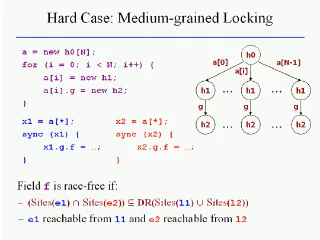 Hard Case: Medium-grained Locking
a = new h0[N];
for (i = 0; i < N; i++) {
a[i] = new h1;
a[i].g = new h2;
}
x1 = a[*];
sync (x1) {
x1.g.f = …;
}
x2 = a[*];
sync (x2) {
x2.g.f = …;
}
h0
a[0]
a[i]
a[N-1]
h1 … h1 … h1
g g g
h2 … h2 … h2
Field f is race-free if:
– (Sites(e1) ∩ Sites(e2)) ⊆ DR(Sites(l1) ∪ Sites(l2))
– e1 reachable from l1 and e2 reachable from l2